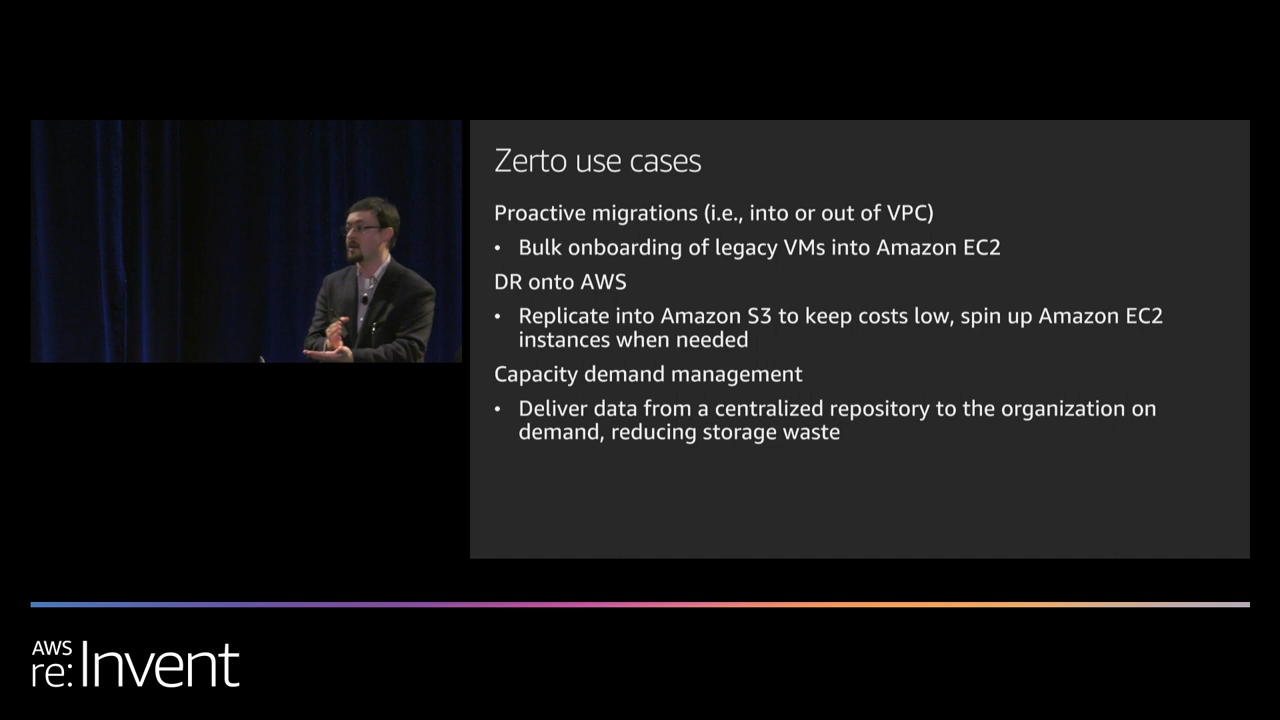 Zerto use cases
Proactive migrations (i.e., into or out of VPC)
• Bulk onboarding of legacy VMs into Amazon EC2
DR onto AWS
• Replicate into Amazon S3 to keep costs low, spin up Amazon EC2
instances when needed
Capacity demand management
• Deliver data from a centralized repository to the organization on
demand, reducing storage waste
AWS
re:Invent